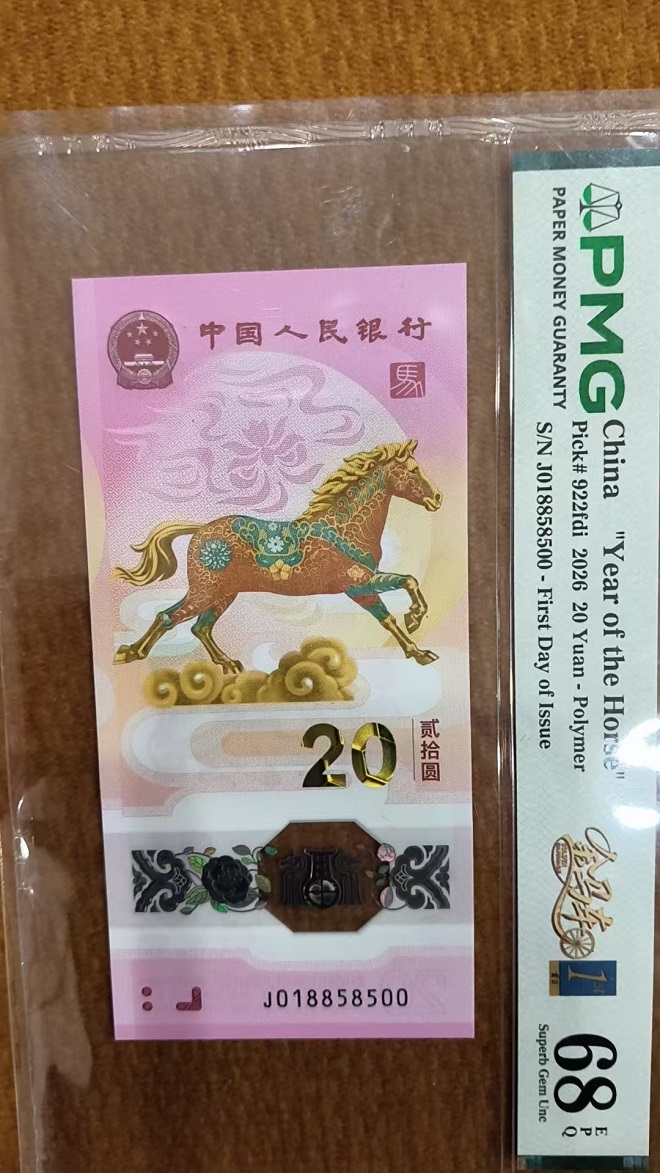 中国人民银行
馬
20
贰拾圆
J018858500
PMG
PAPER MONEY GUARANTY
China "Year of the Horse"
Pick# 922fdi 2026 20 Yuan - Polymer
S/N J018858500 - First Day of Issue
1st
68
EPQ
Superb Gem Unc